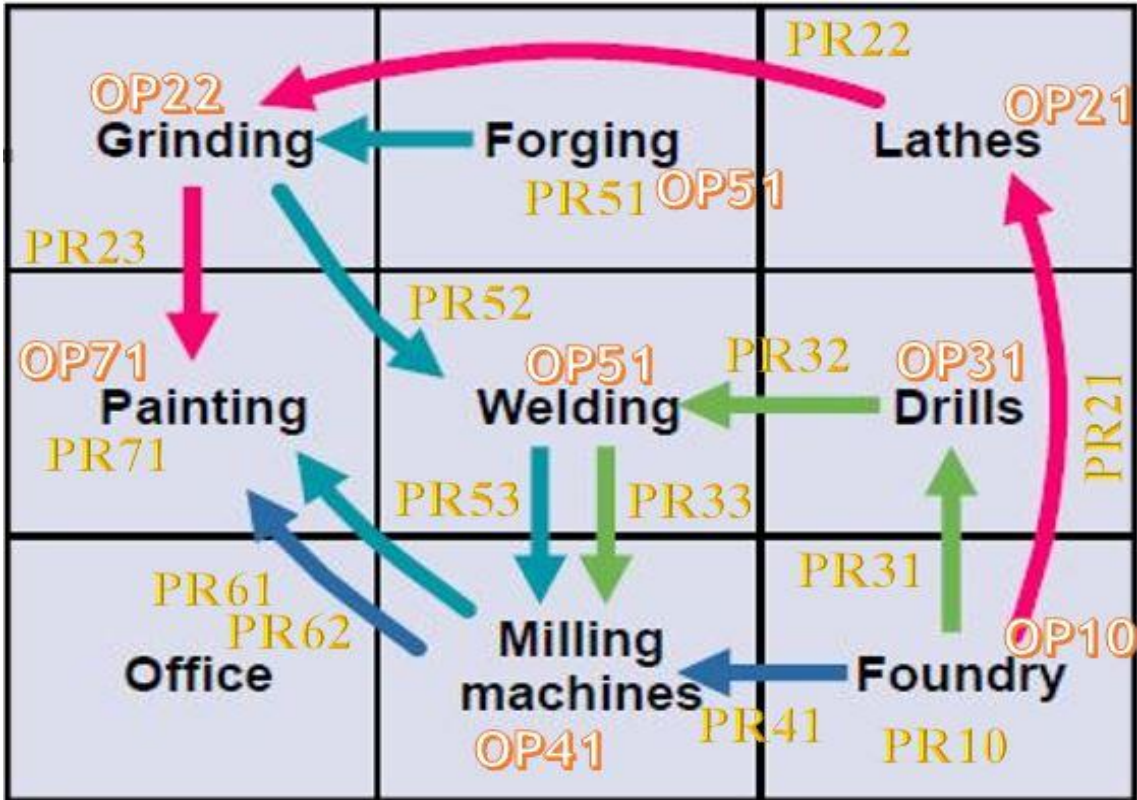 PR22
OP22
OP21
Grinding
Forging
Lathes
PR51
OP51
PR23
PR52
OP71
OP51
PR32
OP31
Painting
Welding
Drills
PR21
PR71
PR53
PR33
PR61
PR31
PR62
Milling
machines
OP10
Office
Foundry
PR41
OP41
PR10